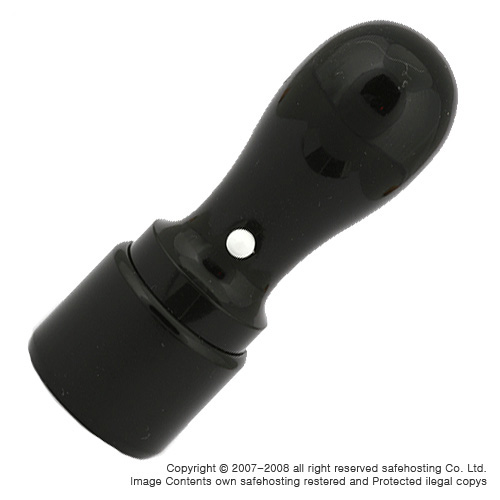 Copyright © 2007-2008 all right reserved safehosting Co. Ltd.
Image Contents own safehosting restered and Protected ilegal copys